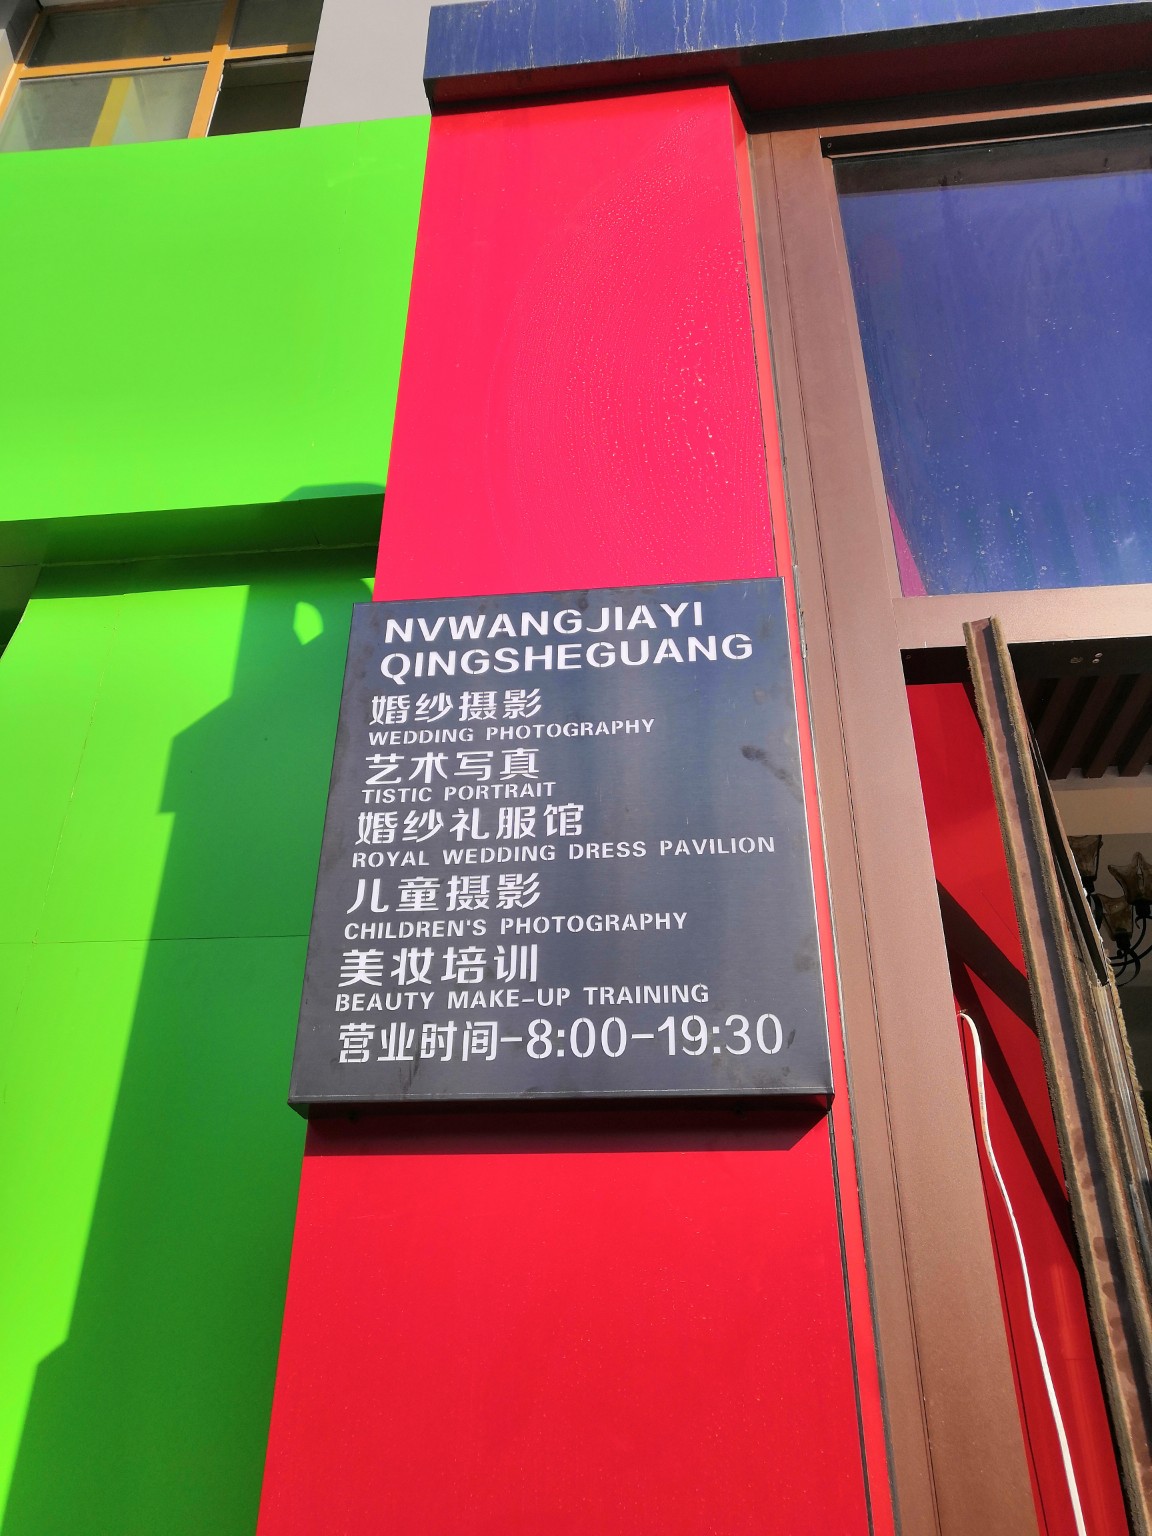 NVWANGJIAYI
QINGSHEGUANG
婚纱摄影
WEDDING PHOTOGRAPHY
艺术写真
TISTIC PORTRAIT
婚纱礼服馆
ROYAL WEDDING DRESS PAVILION
儿童摄影
CHILDREN'S PHOTOGRAPHY
美妆培训
BEAUTY MAKE-UP TRAINING
营业时间-8:00-19:30